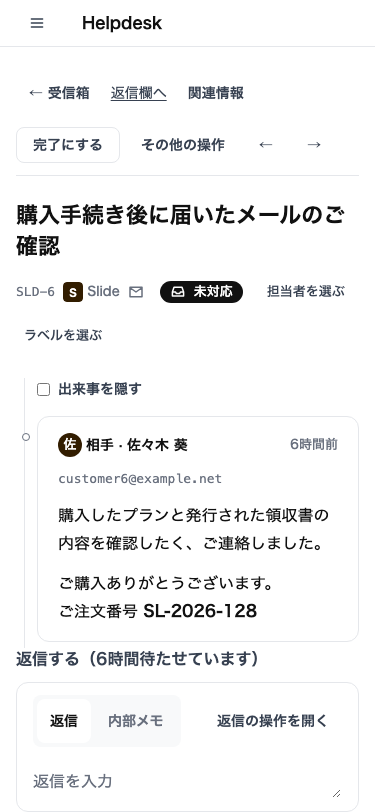 Helpdesk
← 受信箱 返信欄へ 関連情報
完了にする その他の操作 ← →
購入手続き後に届いたメールのご
確認
SLD-6 S Slide 未対応 担当者を選ぶ
ラベルを選ぶ
出来事を隠す
佐 相手 · 佐々木 葵 6時間前
customer6@example.net
購入したプランと発行された領収書の
内容を確認したく、ご連絡しました。
ご購入ありがとうございます。
ご注文番号 SL-2026-128
返信する（6時間待たせています）
返信 内部メモ 返信の操作を開く
返信を入力